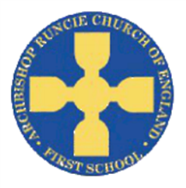 ARCHBISHOP RUNCIE CHURCH OF ENGLAND
• FIRST SCHOOL •